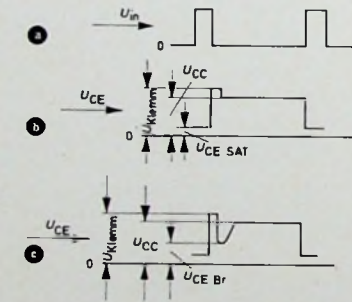 a
U_in
0
b
U_CE
U_Klemm
U_CC
U_CE SAT
0
c
U_CE
U_Klemm
U_CC
U_CE Br
0